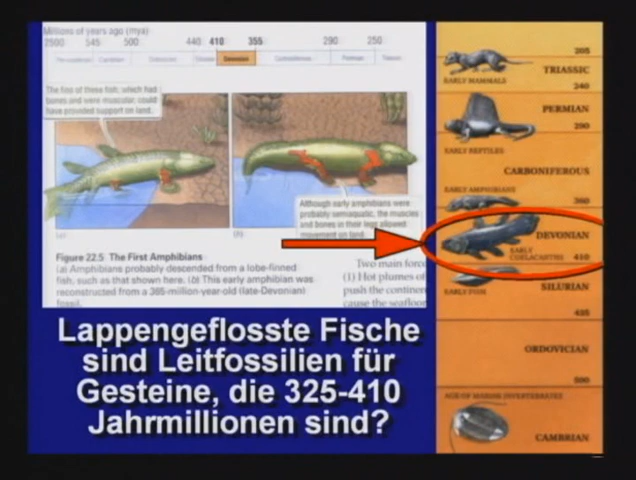 Millions of years ago (mya)
2500 545 500 440 410 355 290 250
Devonian
The fins of these fish, which had
bones and were muscular, could
have provided support on land.
Although early amphibians were
probably semiaquatic, the muscles
and bones in their legs allowed
movement on land.
(a) (b)
Figure 22.5 The First Amphibians
(a) Amphibians probably descended from a lobe-finned
fish, such as that shown here. (b) This early amphibian was
reconstructed from a 365-million-year-old (late-Devonian)
fossil.
Two main force
(1) Hot plumes of
push the continen
cause the seafloor
Lappengeflosste Fische
sind Leitfossilien für
Gesteine, die 325-410
Jahrmillionen sind?
205
TRIASSIC
EARLY MAMMALS
240
PERMIAN
290
EARLY REPTILES
CARBONIFEROUS
EARLY AMPHIBIANS
360
DEVONIAN
EARLY
COELACANTHS 410
SILURIAN
EARLY FISH
435
ORDOVICIAN
500
AGE OF MARINE INVERTEBRATES
CAMBRIAN